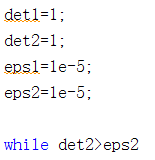 det1=1;
det2=1;
eps1=1e-5;
eps2=1e-5;
while det2>eps2